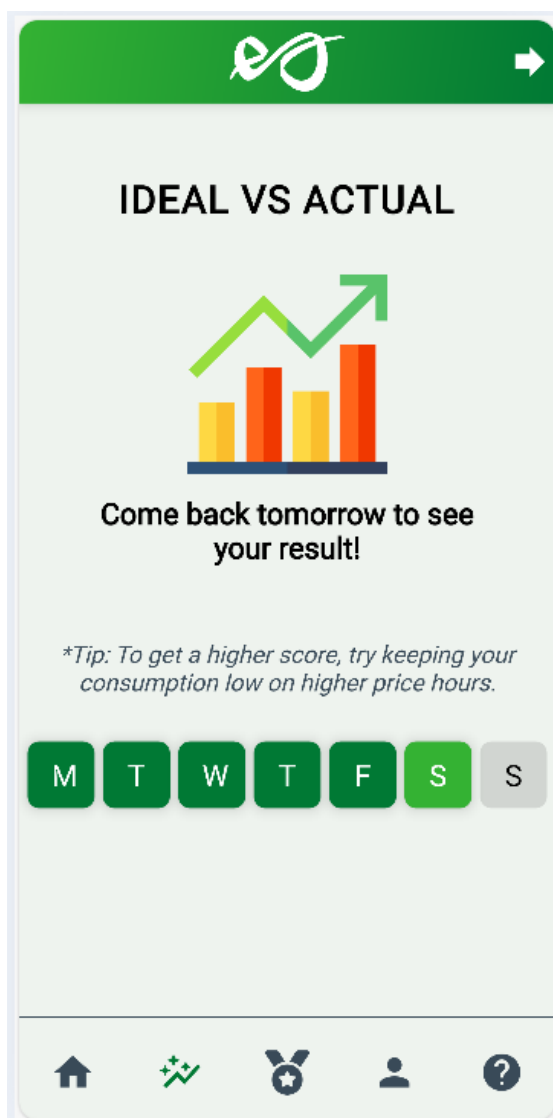 IDEAL VS ACTUAL
Come back tomorrow to see
your result!
*Tip: To get a higher score, try keeping your
consumption low on higher price hours.
M T W T F S S